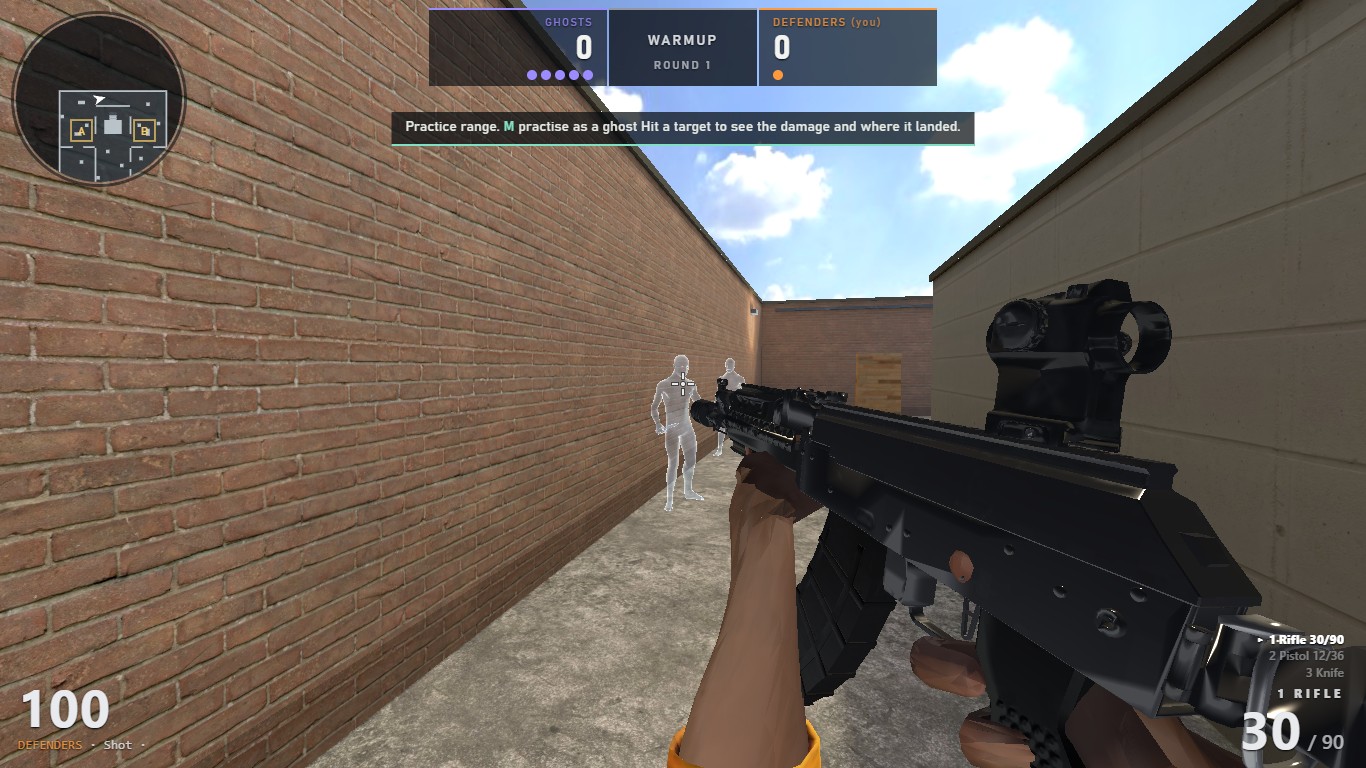 GHOSTS
0
WARMUP
ROUND 1
DEFENDERS (you)
0
Practice range. M practise as a ghost Hit a target to see the damage and where it landed.
A
B
▸ 1 Rifle 30/90
2 Pistol 12/36
3 Knife
1 RIFLE
30 / 90
100
DEFENDERS · Shot ·